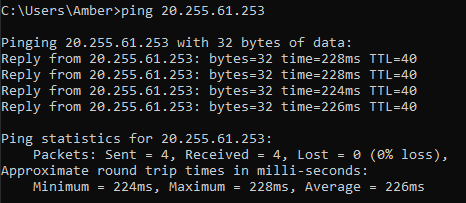 C:\Users\Amber>ping 20.255.61.253
Pinging 20.255.61.253 with 32 bytes of data:
Reply from 20.255.61.253: bytes=32 time=228ms TTL=40
Reply from 20.255.61.253: bytes=32 time=228ms TTL=40
Reply from 20.255.61.253: bytes=32 time=224ms TTL=40
Reply from 20.255.61.253: bytes=32 time=226ms TTL=40
Ping statistics for 20.255.61.253:
Packets: Sent = 4, Received = 4, Lost = 0 (0% loss),
Approximate round trip times in milli-seconds:
Minimum = 224ms, Maximum = 228ms, Average = 226ms